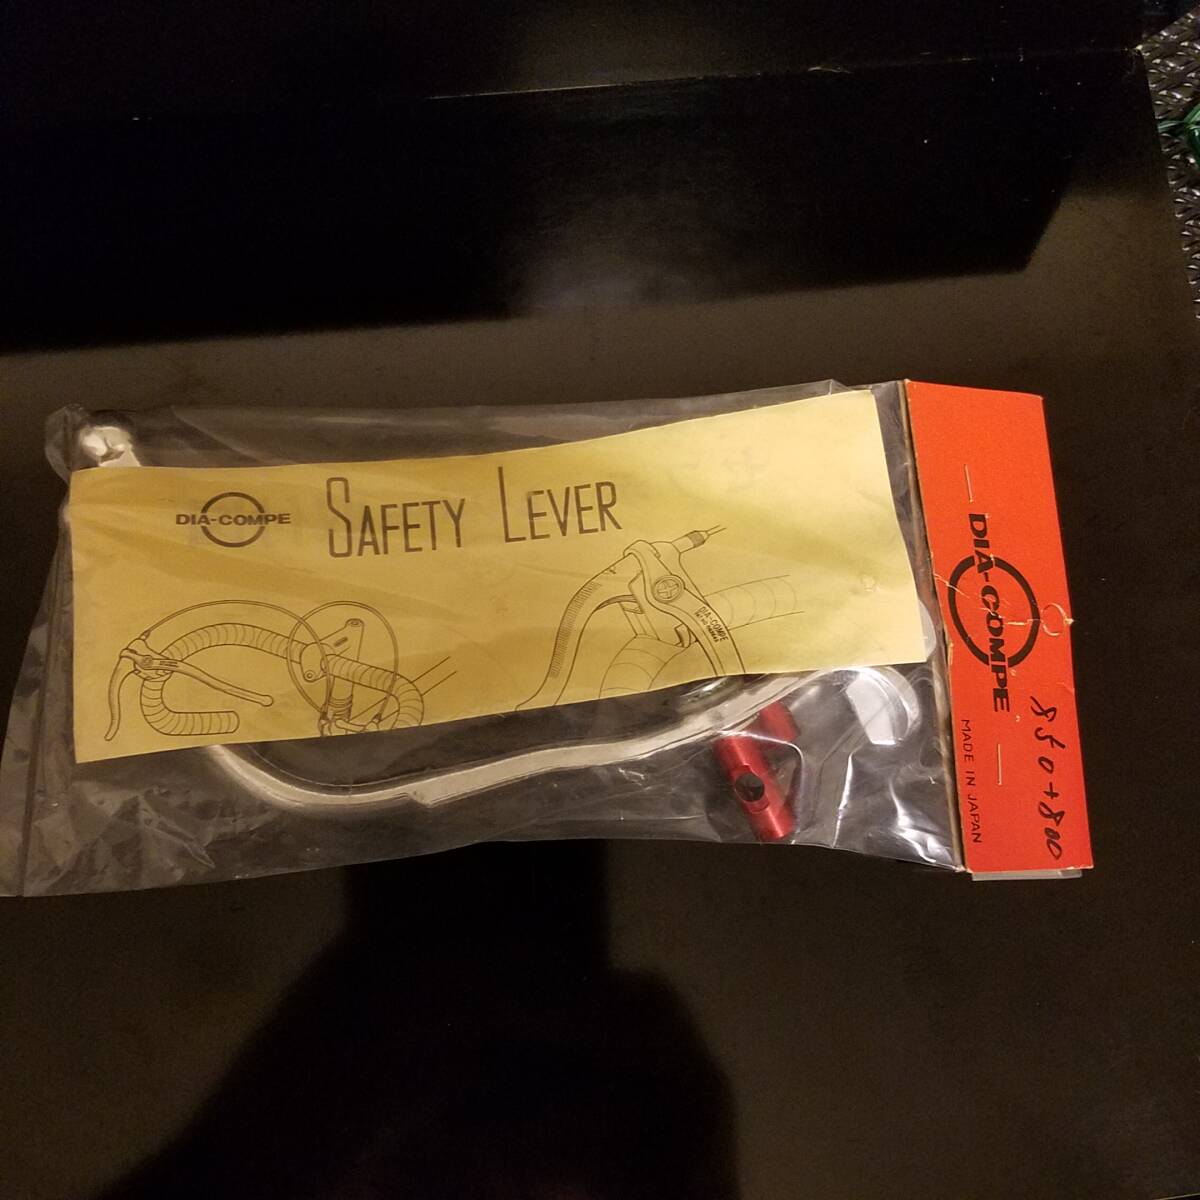 DIA-COMPE
SAFETY LEVER
DIA-COMPE
DIA-COMPE
MADE IN JAPAN
850+800